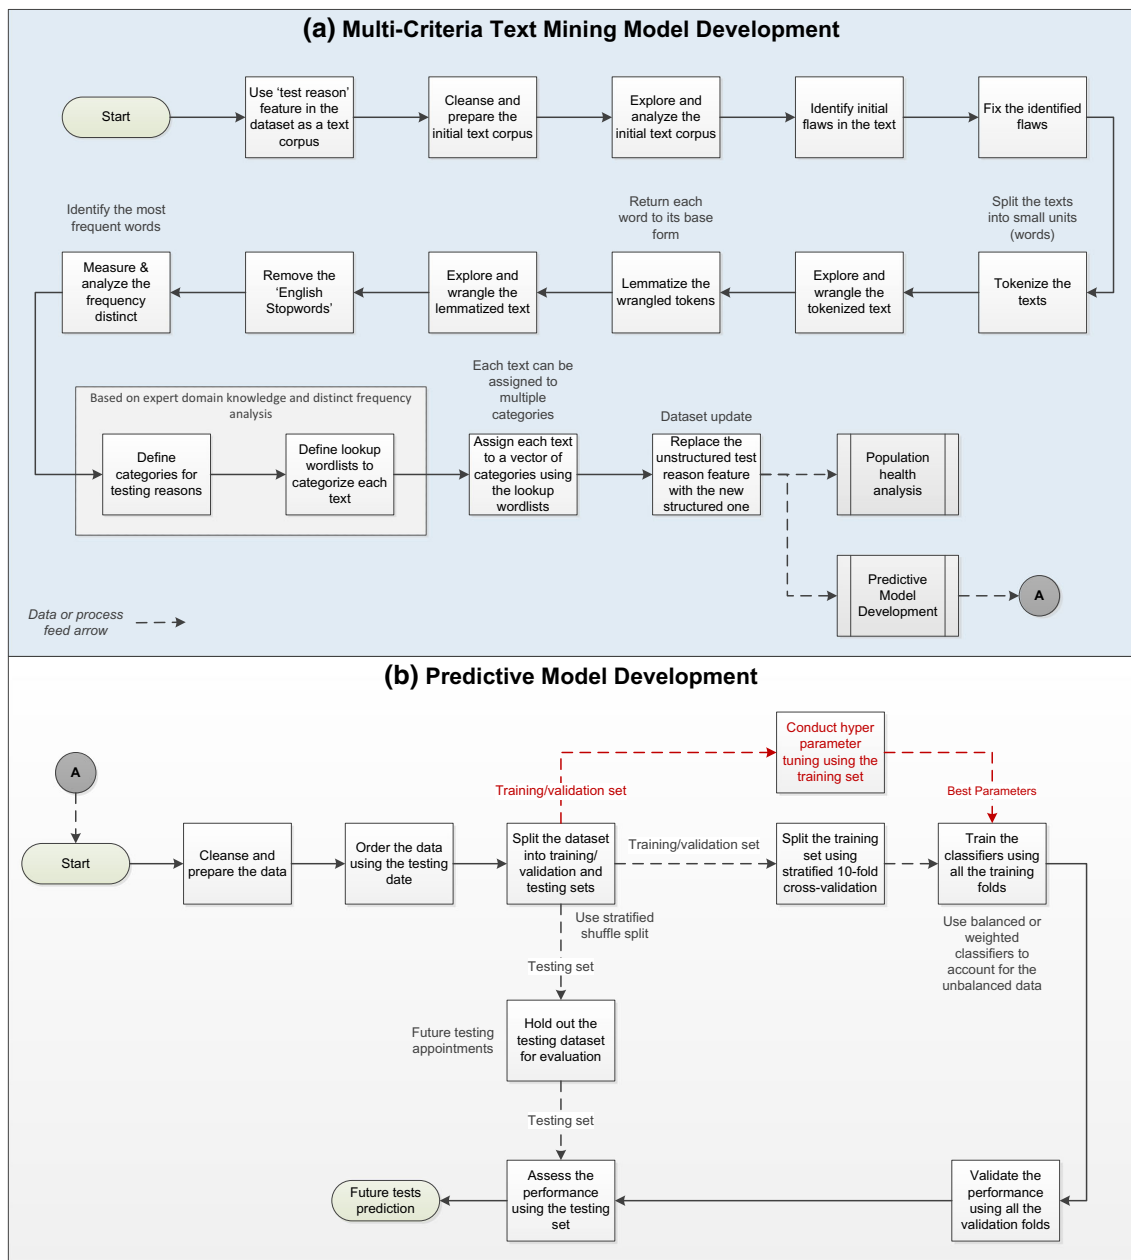 (a) Multi-Criteria Text Mining Model Development
Start
Use ‘test reason’
feature in the
dataset as a text
corpus
Cleanse and
prepare the
initial text corpus
Explore and
analyze the
initial text corpus
Identify initial
flaws in the text
Fix the identified
flaws
Identify the most
frequent words
Return each
word to its base
form
Split the texts
into small units
(words)
Measure &
analyze the
frequency
distinct
Remove the
‘English
Stopwords’
Explore and
wrangle the
lemmatized text
Lemmatize the
wrangled tokens
Explore and
wrangle the
tokenized text
Tokenize the
texts
Based on expert domain knowledge and distinct frequency
analysis
Define
categories for
testing reasons
Define lookup
wordlists to
categorize each
text
Each text can be
assigned to
multiple
categories
Assign each text
to a vector of
categories using
the lookup
wordlists
Dataset update
Replace the
unstructured test
reason feature
with the new
structured one
Population
health
analysis
Predictive
Model
Development
A
Data or process
feed arrow
(b) Predictive Model Development
A
Start
Cleanse and
prepare the data
Order the data
using the testing
date
Split the dataset
into training/
validation and
testing sets
Training/validation set
Conduct hyper
parameter
tuning using the
training set
Best Parameters
Training/validation set
Split the training
set using
stratified 10-fold
cross-validation
Train the
classifiers using
all the training
folds
Use stratified
shuffle split
Use balanced or
weighted
classifiers to
account for the
unbalanced data
Testing set
Future testing
appointments
Hold out the
testing dataset
for evaluation
Testing set
Future tests
prediction
Assess the
performance
using the testing
set
Validate the
performance
using all the
validation folds